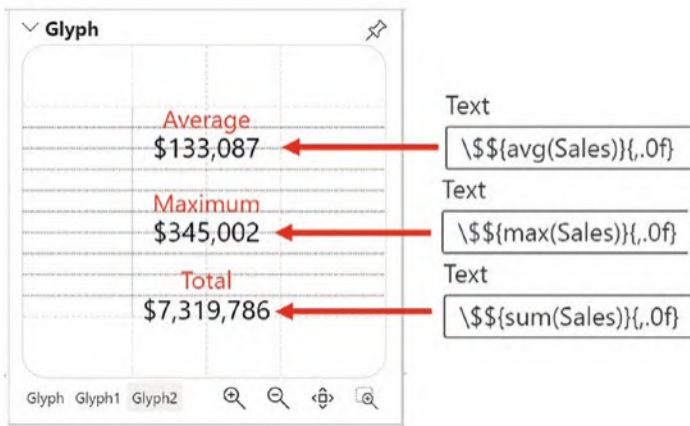 Glyph
Average
$133,087
Maximum
$345,002
Total
$7,319,786
Glyph Glyph1 Glyph2
Text
\$${avg(Sales)}{,.0f}
Text
\$${max(Sales)}{,.0f}
Text
\$${sum(Sales)}{,.0f}